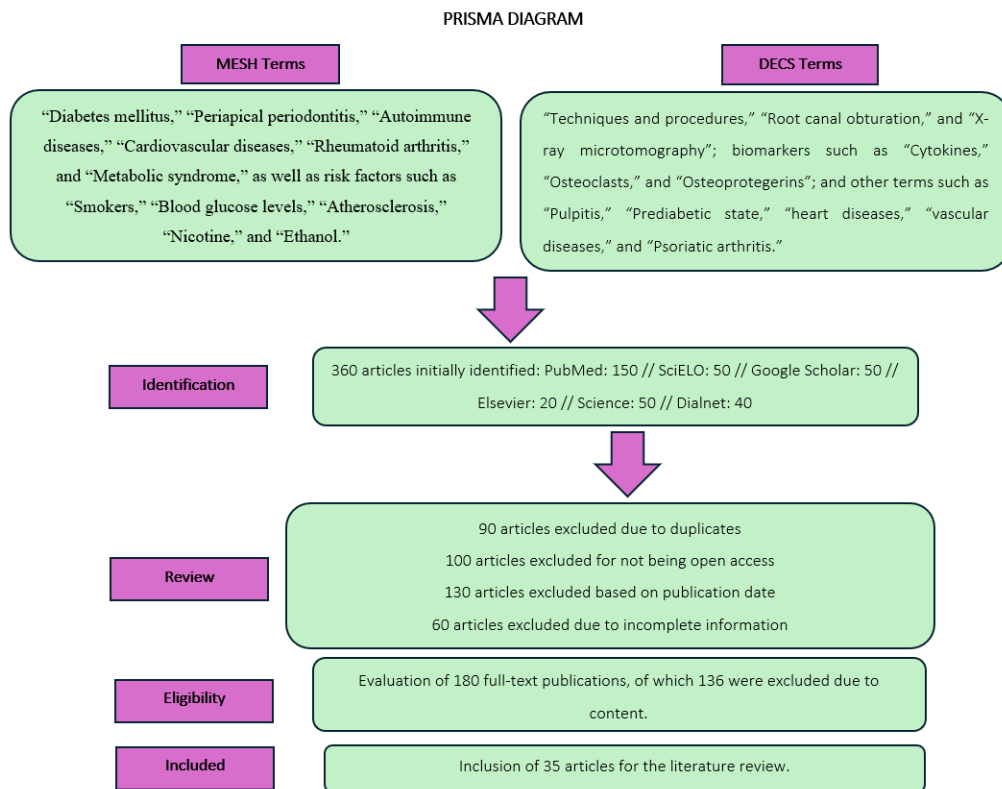 PRISMA DIAGRAM
MESH Terms
DECS Terms
“Diabetes mellitus,” “Periapical periodontitis,” “Autoimmune
diseases,” “Cardiovascular diseases,” “Rheumatoid arthritis,”
and “Metabolic syndrome,” as well as risk factors such as
“Smokers,” “Blood glucose levels,” “Atherosclerosis,”
“Nicotine,” and “Ethanol.”
“Techniques and procedures,” “Root canal obturation,” and “X-
ray microtomography”; biomarkers such as “Cytokines,”
“Osteoclasts,” and “Osteoprotegerins”; and other terms such as
“Pulpitis,” “Prediabetic state,” “heart diseases,” “vascular
diseases,” and “Psoriatic arthritis.”
Identification
360 articles initially identified: PubMed: 150 // SciELO: 50 // Google Scholar: 50 //
Elsevier: 20 // Science: 50 // Dialnet: 40
Review
90 articles excluded due to duplicates
100 articles excluded for not being open access
130 articles excluded based on publication date
60 articles excluded due to incomplete information
Eligibility
Evaluation of 180 full-text publications, of which 136 were excluded due to
content.
Included
Inclusion of 35 articles for the literature review.